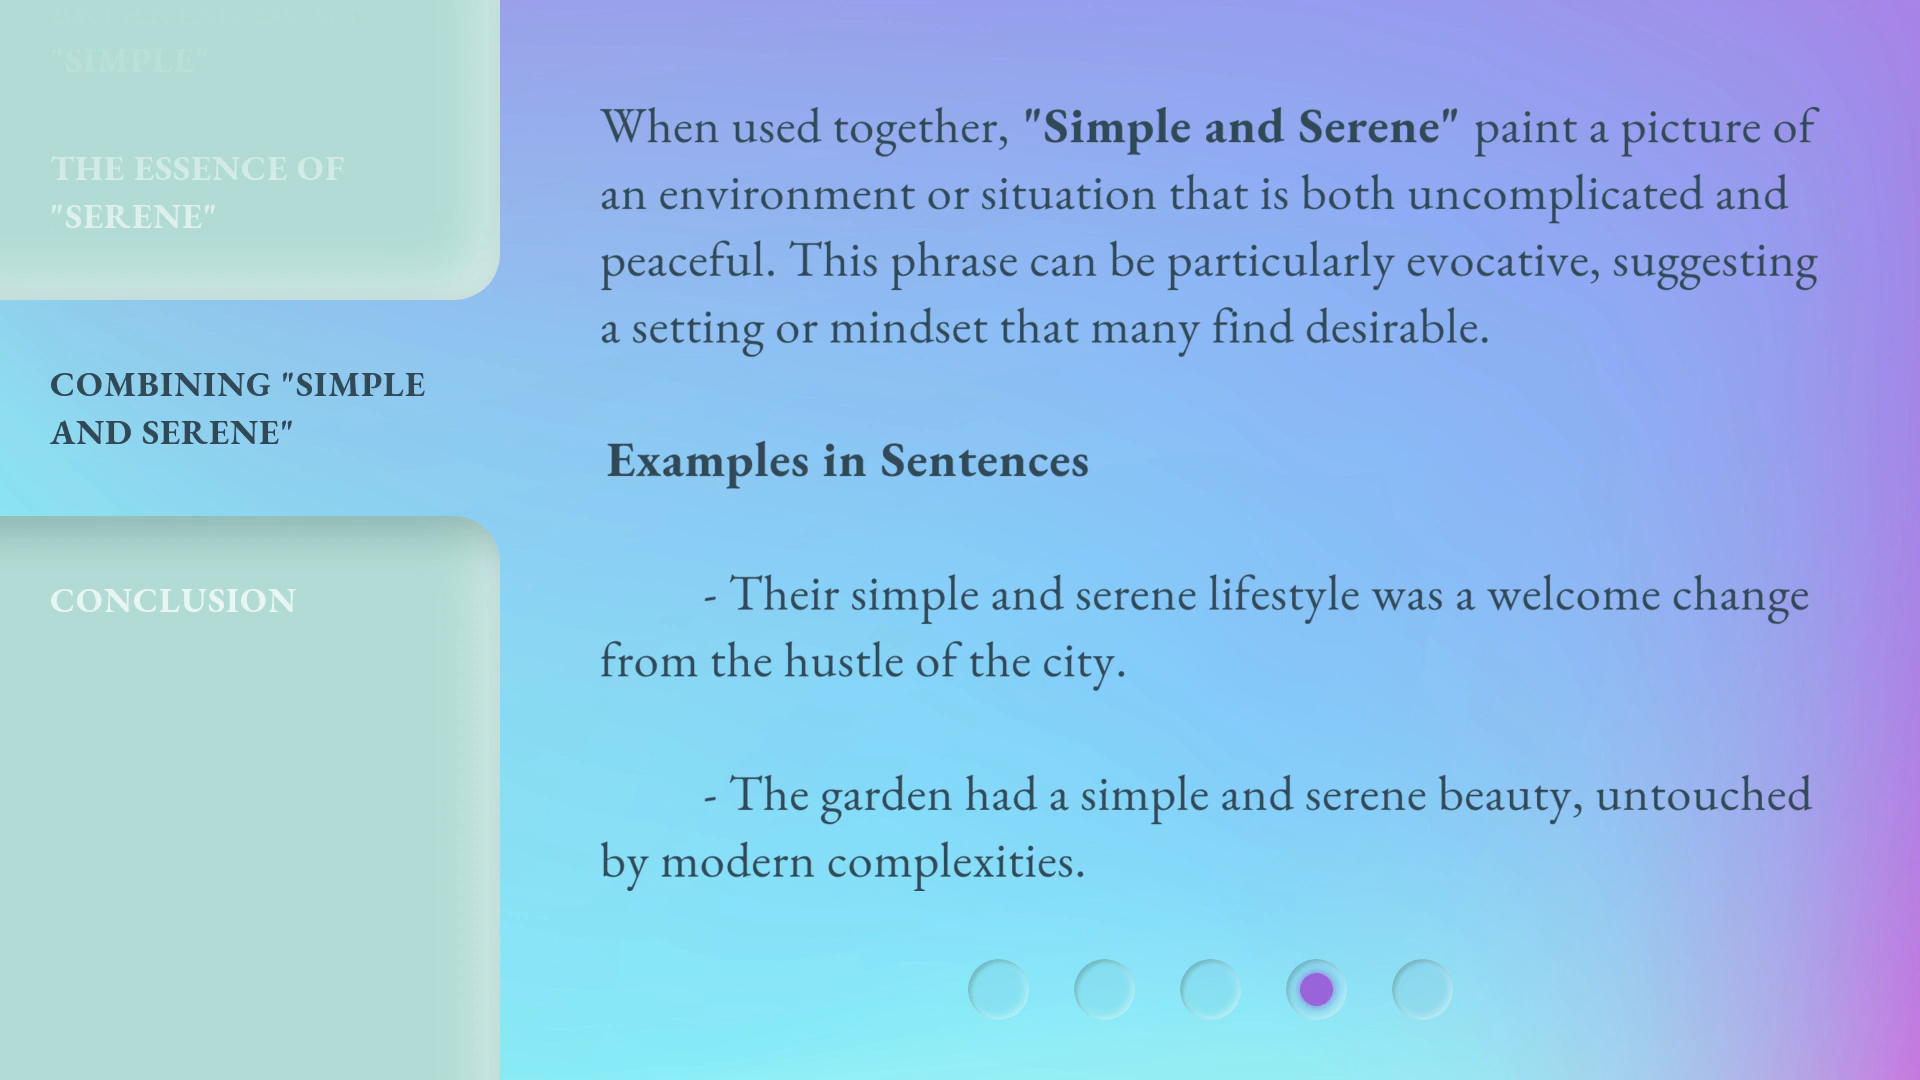 "SIMPLE"
THE ESSENCE OF
"SERENE"
COMBINING "SIMPLE
AND SERENE"
CONCLUSION
When used together, "Simple and Serene" paint a picture of
an environment or situation that is both uncomplicated and
peaceful. This phrase can be particularly evocative, suggesting
a setting or mindset that many find desirable.
Examples in Sentences
- Their simple and serene lifestyle was a welcome change
from the hustle of the city.
- The garden had a simple and serene beauty, untouched
by modern complexities.